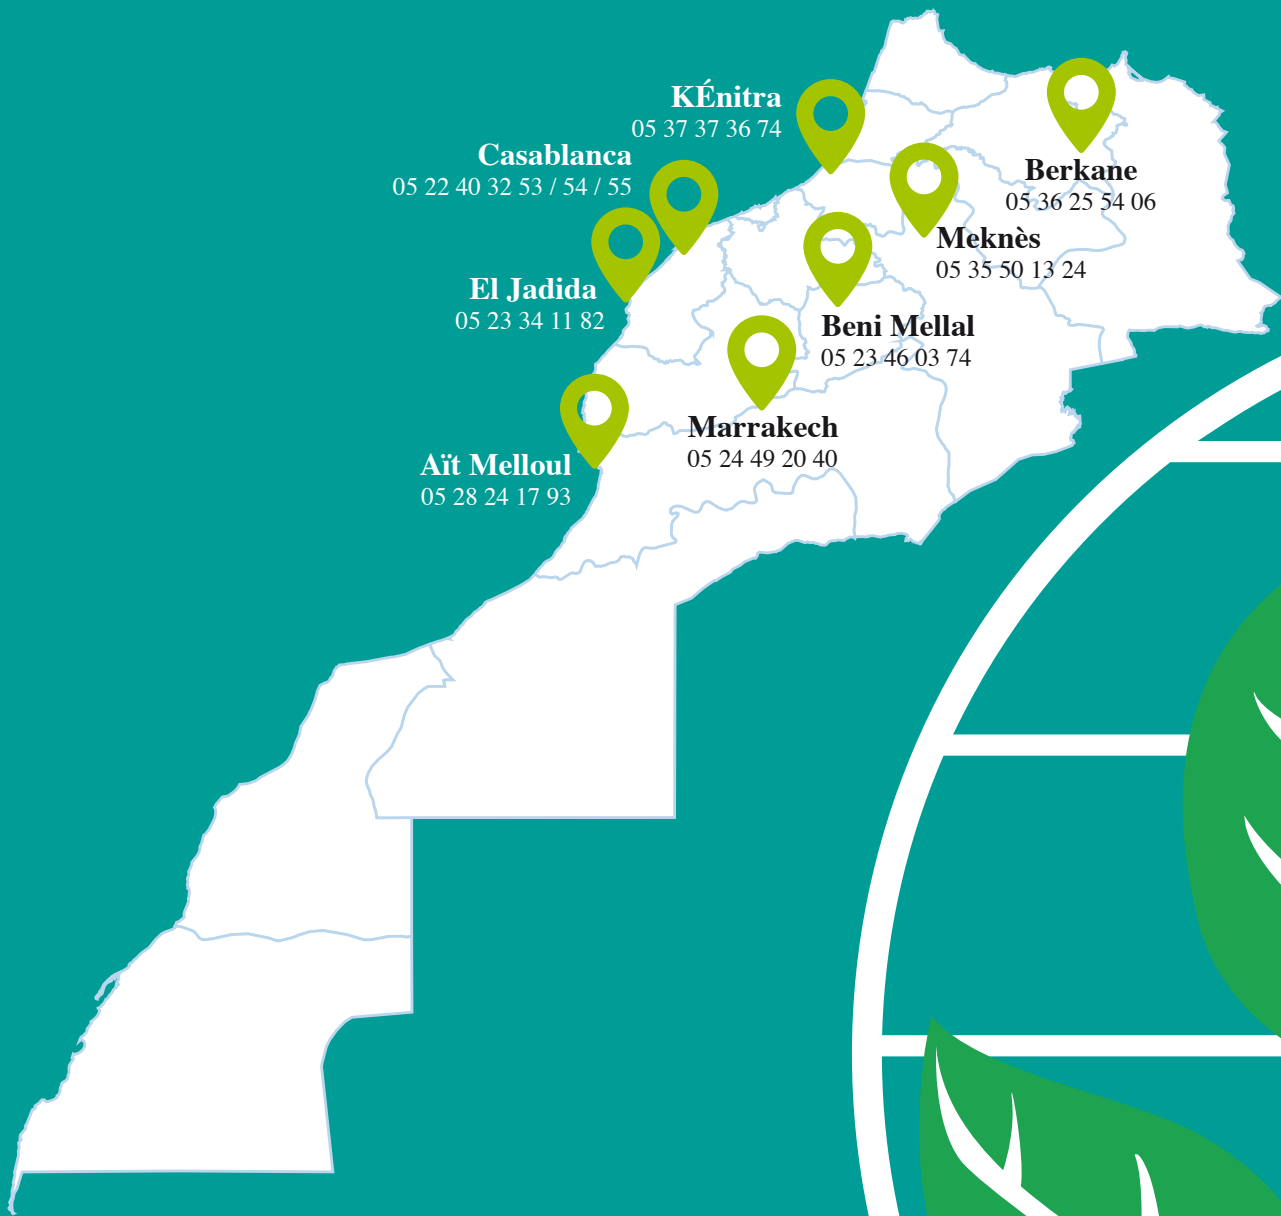 KÉnitra
05 37 37 36 74
Casablanca
05 22 40 32 53 / 54 / 55
Berkane
05 36 25 54 06
Meknès
05 35 50 13 24
El Jadida
05 23 34 11 82
Beni Mellal
05 23 46 03 74
Marrakech
05 24 49 20 40
Aït Melloul
05 28 24 17 93